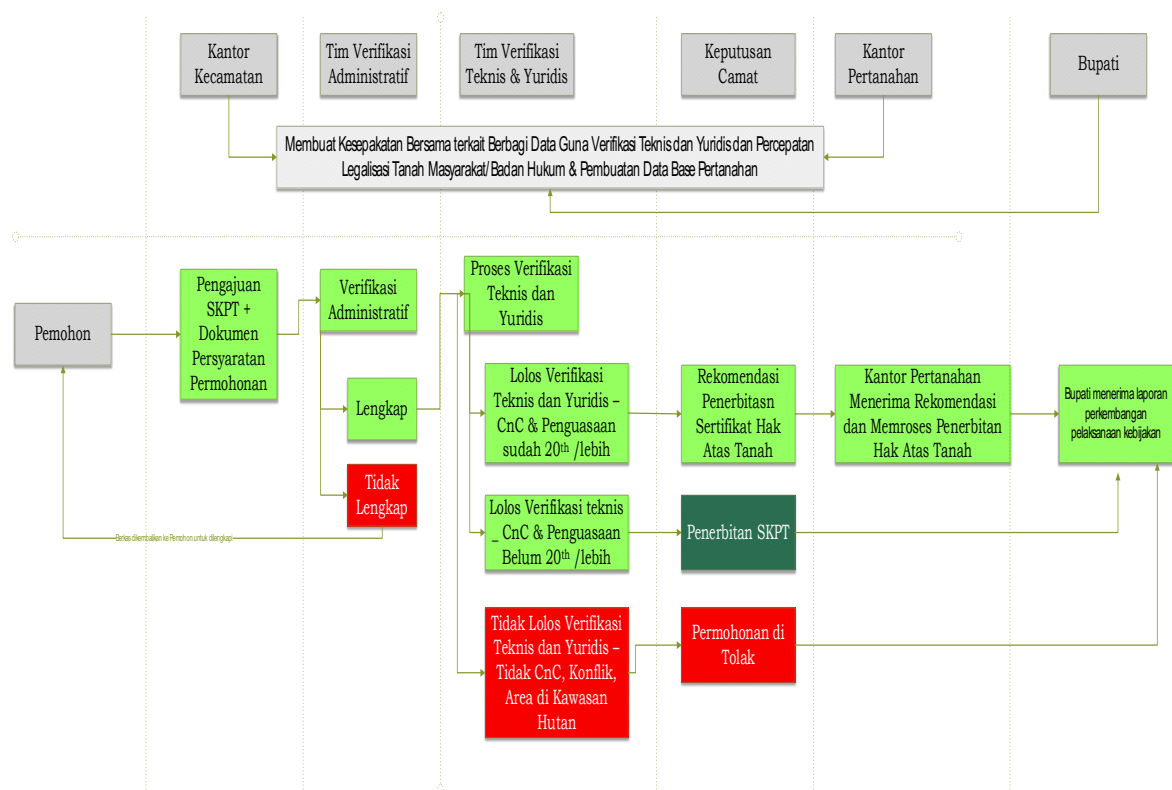 Kantor
Kecamatan
Tim Verifikasi
Administratif
Tim Verifikasi
Teknis & Yuridis
Keputusan
Camat
Kantor
Pertanahan
Bupati
Membuat Kesepakatan Bersama terkait Berbagi Data Guna Verifikasi Teknis dan Yuridis dan Percepatan
Legalisasi Tanah Masyarakat/ Badan Hukum & Pembuatan Data Base Pertanahan
Pemohon
Pengajuan
SKPT +
Dokumen
Persyaratan
Permohonan
Verifikasi
Administratif
Lengkap
Tidak
Lengkap
Berkas dikembalikan ke Pemohon untuk dilengkapi
Proses Verifikasi
Teknis dan
Yuridis
Lolos Verifikasi
Teknis dan Yuridis –
CnC & Penguasaan
sudah 20th /lebih
Rekomendasi
Penerbitasn
Sertifikat Hak
Atas Tanah
Kantor Pertanahan
Menerima Rekomendasi
dan Memroses Penerbitan
Hak Atas Tanah
Bupati menerima laporan
perkembangan
pelaksanaan kebijakan
Lolos Verifikasi teknis
_ CnC & Penguasaan
Belum 20th /lebih
Penerbitan SKPT
Tidak Lolos Verifikasi
Teknis dan Yuridis –
Tidak CnC, Konflik,
Area di Kawasan
Hutan
Permohonan di
Tolak